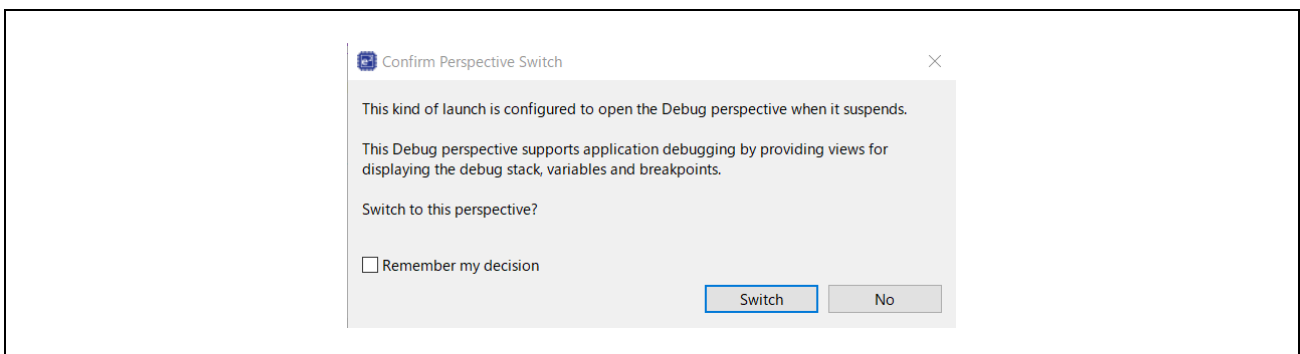 Confirm Perspective Switch
This kind of launch is configured to open the Debug perspective when it suspends.
This Debug perspective supports application debugging by providing views for
displaying the debug stack, variables and breakpoints.
Switch to this perspective?
Remember my decision
Switch No